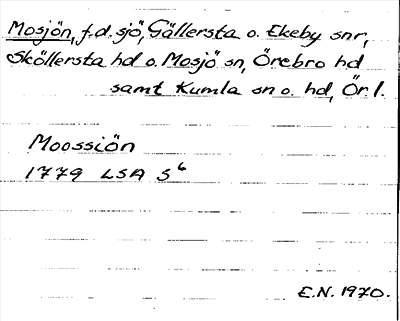 Mosjön, f.d. sjö, Gällersta o. Ekeby snr,
Sköllersta hd o. Mosjö sn, Örebro hd
samt Kumla sn o. hd, Ör. l.
Moossiön
1779 LSA S⁶
E.N. 1970.